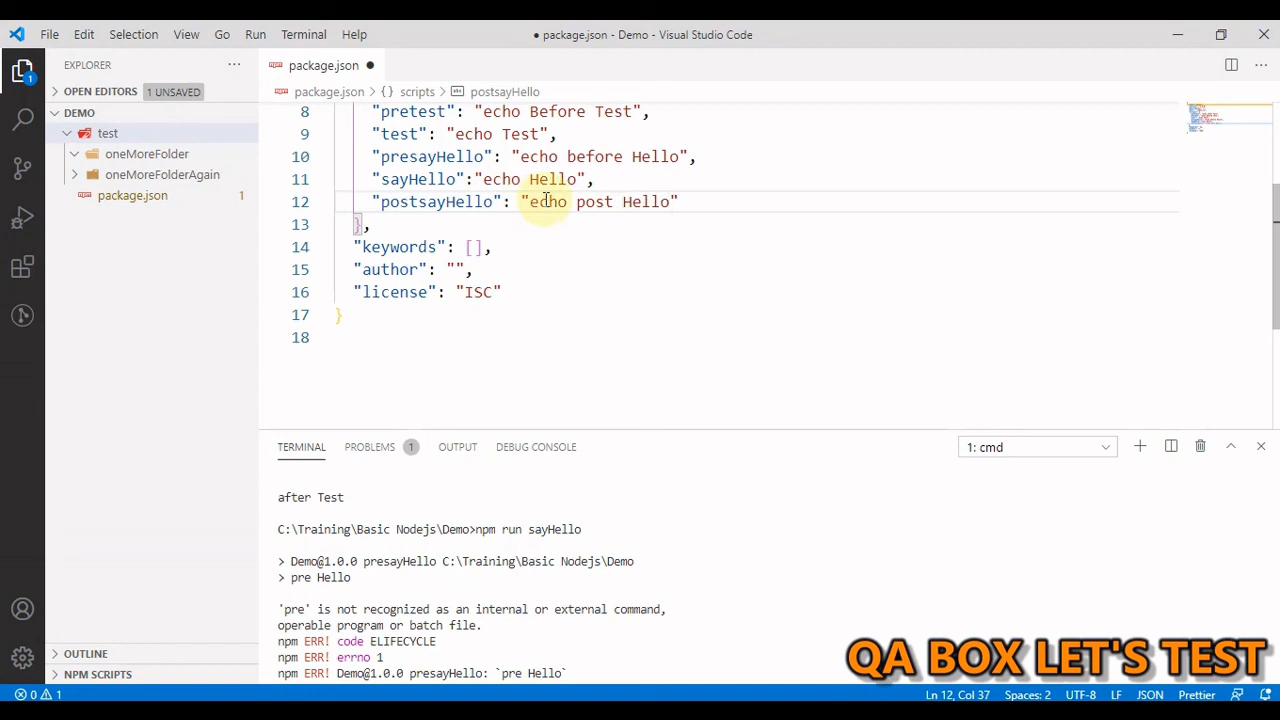 File Edit Selection View Go Run Terminal Help
● package.json - Demo - Visual Studio Code
EXPLORER
package.json
OPEN EDITORS 1 UNSAVED
package.json > {} scripts > abc postsayHello
DEMO
test
oneMoreFolder
oneMoreFolderAgain
package.json 1
8 "pretest": "echo Before Test",
9 "test": "echo Test",
10 "presayHello": "echo before Hello",
11 "sayHello":"echo Hello",
12 "postsayHello": "echo post Hello"
13 },
14 "keywords": [],
15 "author": "",
16 "license": "ISC"
17 }
18
TERMINAL PROBLEMS 1 OUTPUT DEBUG CONSOLE
1: cmd
after Test
C:\Training\Basic Nodejs\Demo>npm run sayHello
> Demo@1.0.0 presayHello C:\Training\Basic Nodejs\Demo
> pre Hello
'pre' is not recognized as an internal or external command,
operable program or batch file.
npm ERR! code ELIFECYCLE
npm ERR! errno 1
npm ERR! Demo@1.0.0 presayHello: `pre Hello`
OUTLINE
NPM SCRIPTS
QA BOX LET'S TEST
0 1
Ln 12, Col 37 Spaces: 2 UTF-8 LF JSON Prettier
1